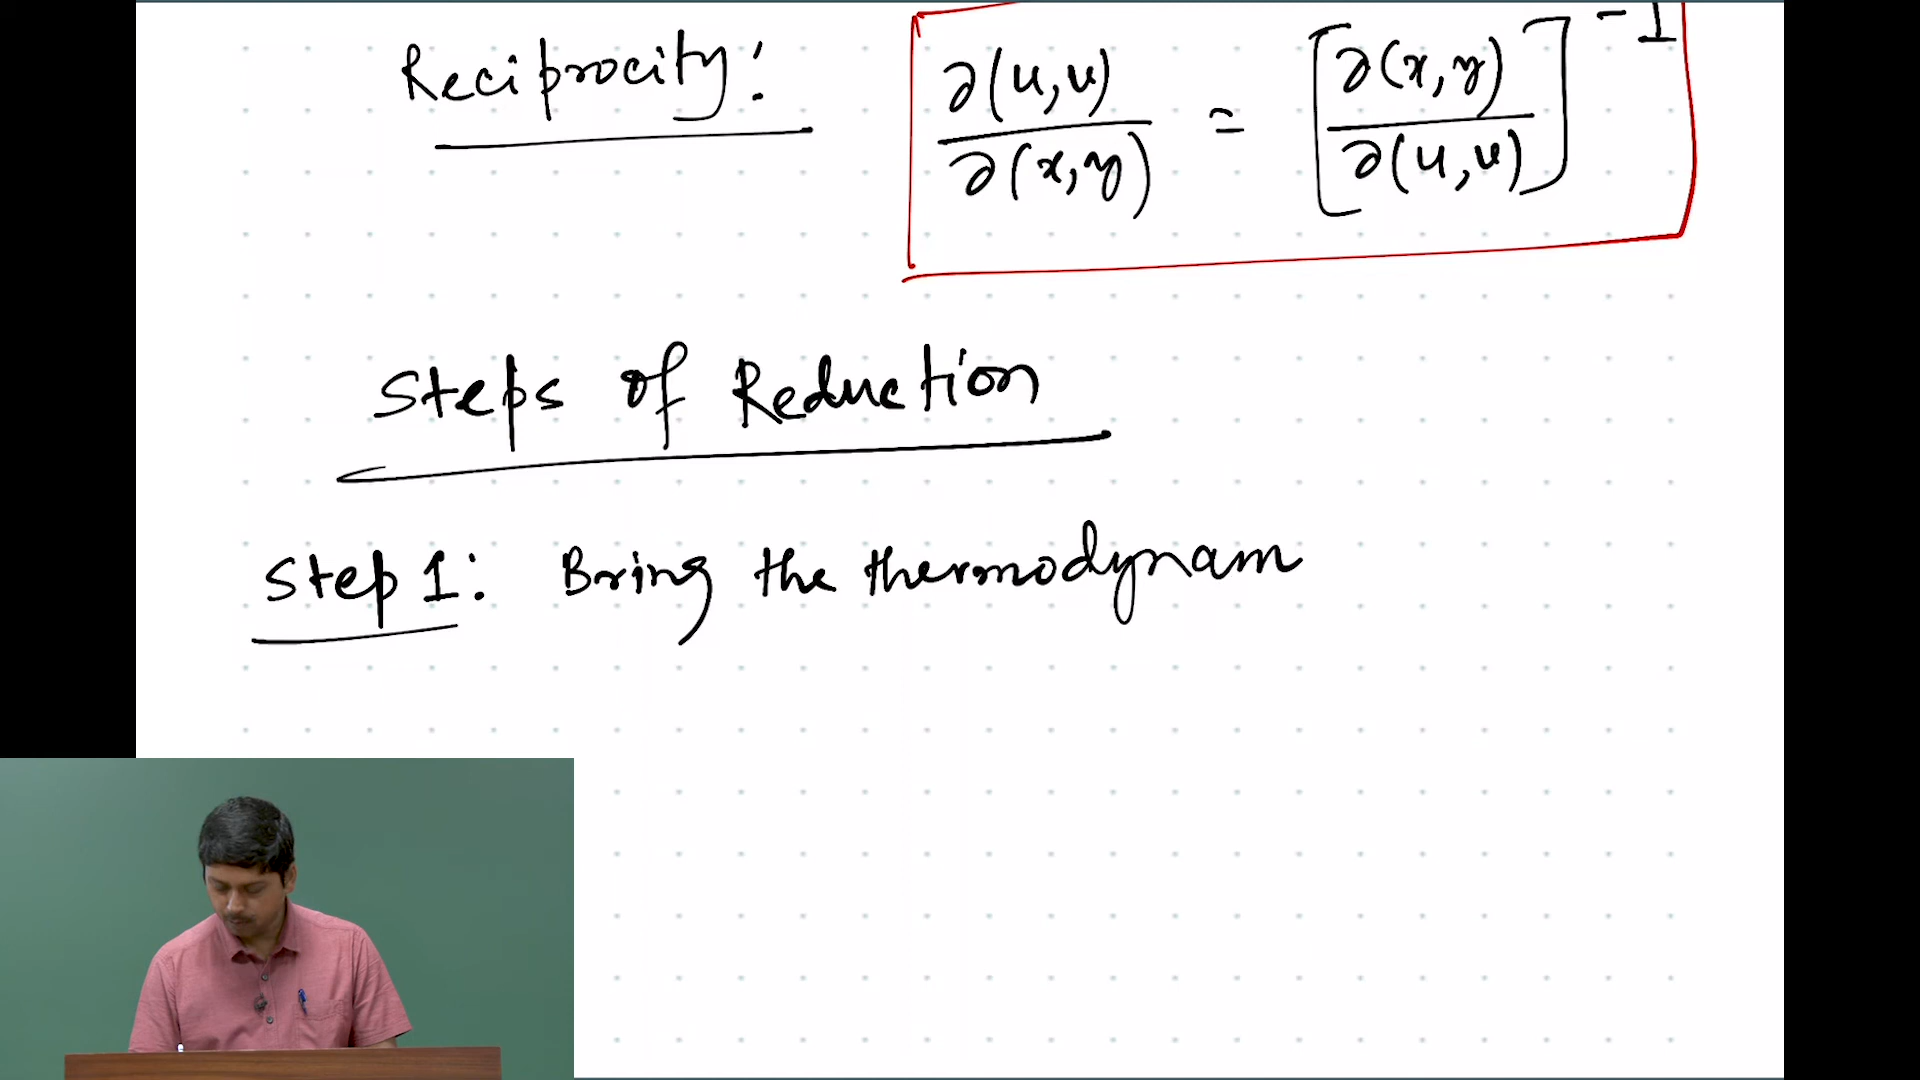 Reciprocity: ∂(u,v)/∂(x,y) = [∂(x,y)/∂(u,v)]^-1
Steps of Reduction
Step 1: Bring the thermodynam